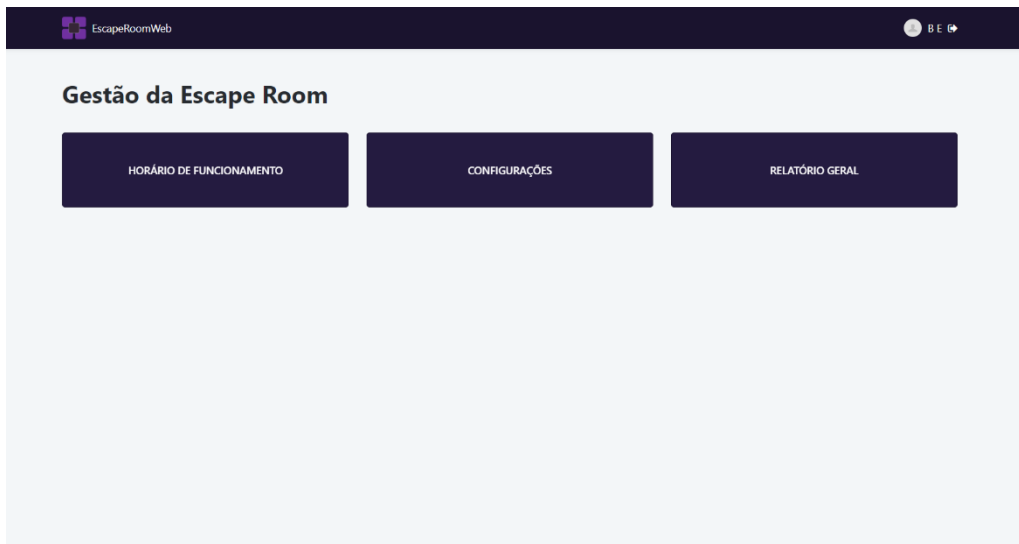 EscapeRoomWeb
B E
Gestão da Escape Room
HORÁRIO DE FUNCIONAMENTO
CONFIGURAÇÕES
RELATÓRIO GERAL